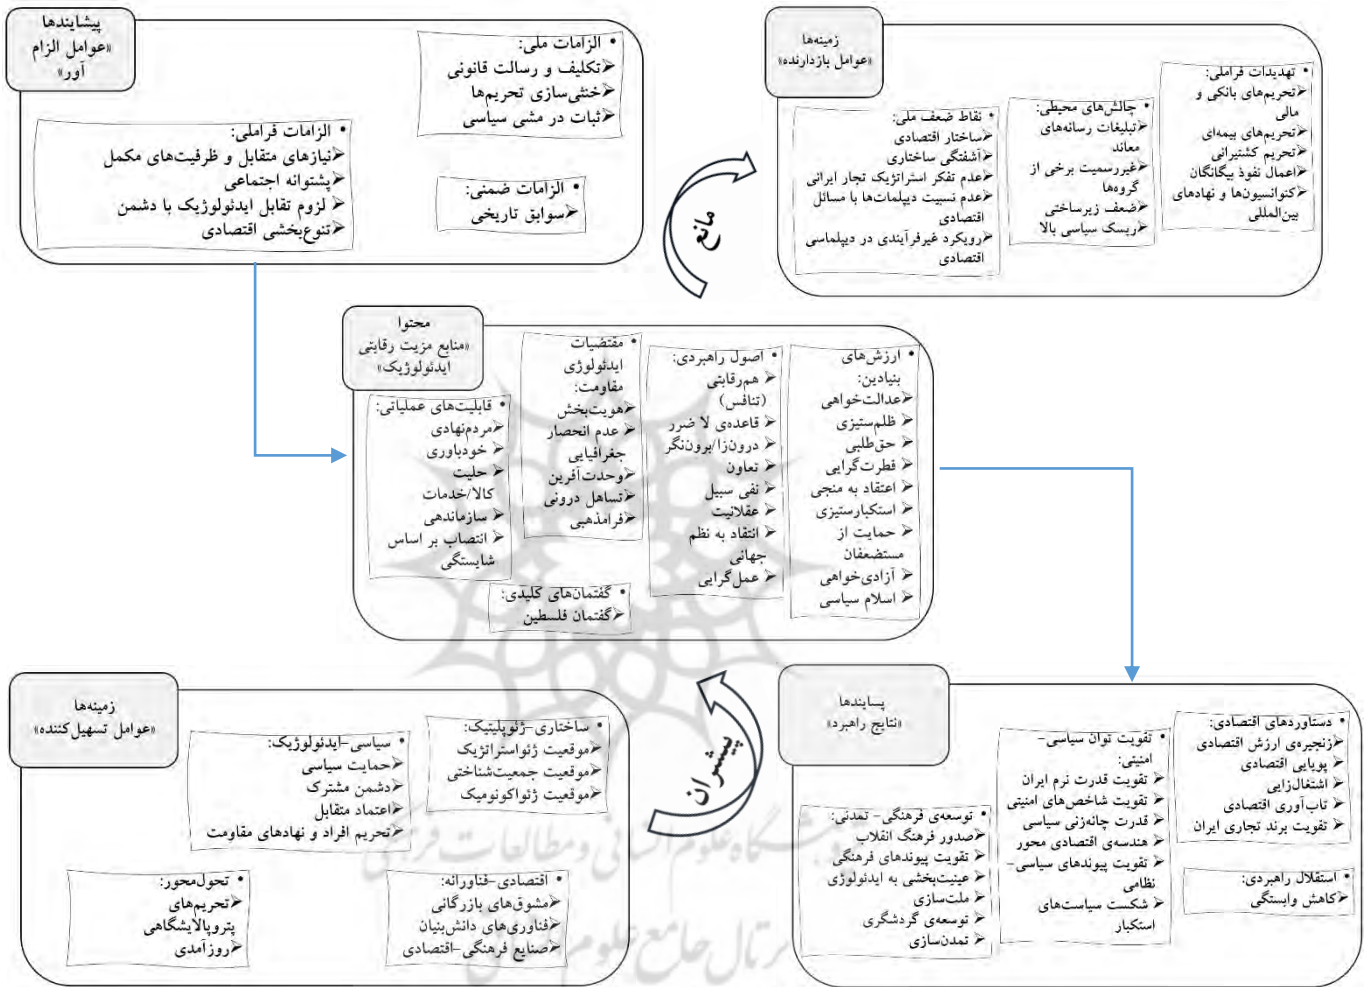 پیشایندها
«عوامل الزام
آور»
• الزامات ملی:
➢تکلیف و رسالت قانونی
➢خنثی‌سازی تحریم‌ها
➢ثبات در مشی سیاسی
• الزامات فراملی:
➢نیازهای متقابل و ظرفیت‌های مکمل
➢پشتوانه اجتماعی
➢لزوم تقابل ایدئولوژیک با دشمن
➢تنوع‌بخشی اقتصادی
• الزامات ضمنی:
➢سوابق تاریخی
زمینه‌ها
«عوامل بازدارنده»
• تهدیدات فراملی:
➢تحریم‌های بانکی و
مالی
➢تحریم‌های بیمه‌ای
➢تحریم کشتیرانی
➢اعمال نفوذ بیگانگان
➢کنوانسیون‌ها و نهادهای
بین‌المللی
• چالش‌های محیطی:
➢تبلیغات رسانه‌های
معاند
➢غیررسمیت برخی از
گروه‌ها
➢ضعف زیرساختی
➢ریسک سیاسی بالا
• نقاط ضعف ملی:
➢ساختار اقتصادی
➢آشفتگی ساختاری
➢عدم تفکر استراتژیک تجار ایرانی
➢عدم نسبیت دیپلمات‌ها با مسائل
اقتصادی
➢رویکرد غیرفرآیندی در دیپلماسی
اقتصادی
مانع
محتوا
«منابع مزیت رقابتی
ایدئولوژیک»
• ارزش‌های
بنیادین:
➢عدالت‌خواهی
➢ ظلم‌ستیزی
➢ حق‌طلبی
➢ فطرت‌گرایی
➢ اعتقاد به منجی
➢ استکبارستیزی
➢ حمایت از
مستضعفان
➢ آزادی‌خواهی
➢ اسلام سیاسی
• اصول راهبردی:
➢ هم‌رقابتی
(تنافس)
➢ قاعده‌ی لا ضرر
➢درون‌زا/برون‌نگر
➢ تعاون
➢ نفی سبیل
➢ عقلانیت
➢ انتقاد به نظم
جهانی
➢ عمل‌گرایی
• مقتضیات
ایدئولوژی
مقاومت:
➢هویت‌بخش
➢ عدم انحصار
جغرافیایی
➢وحدت‌آفرین
➢تساهل درونی
➢فرامذهبی
• قابلیت‌های عملیاتی:
➢مردم‌نهادی
➢ خودباوری
➢ حلیت
کالا/خدمات
➢ سازماندهی
➢ انتصاب بر اساس
شایستگی
• گفتمان‌های کلیدی:
➢گفتمان فلسطین
پیشران
زمینه‌ها
«عوامل تسهیل‌کننده»
• ساختاری-ژئوپلیتیک:
➢موقعیت ژئواستراتژیک
➢موقعیت جمعیت‌شناختی
➢موقعیت ژئواکونومیک
• سیاسی-ایدئولوژیک:
➢حمایت سیاسی
➢دشمن مشترک
➢اعتماد متقابل
➢تحریم افراد و نهادهای مقاومت
• اقتصادی-فناورانه:
➢مشوق‌های بازرگانی
➢فناوری‌های دانش‌بنیان
➢صنایع فرهنگی-اقتصادی
• تحول‌محور:
➢تحریم‌های
پتروپالایشگاهی
➢روزآمدی
پسایندها
«نتایج راهبرد»
• دستاوردهای اقتصادی:
➢زنجیره‌ی ارزش اقتصادی
➢ پویایی اقتصادی
➢ اشتغال‌زایی
➢ تاب‌آوری اقتصادی
➢ تقویت برند تجاری ایران
• تقویت توان سیاسی-
امنیتی:
➢ تقویت قدرت نرم ایران
➢ تقویت شاخص‌های امنیتی
➢ قدرت چانه‌زنی سیاسی
➢ هندسه‌ی اقتصادی محور
➢ تقویت پیوندهای سیاسی-
نظامی
➢ شکست سیاست‌های
استکبار
• توسعه‌ی فرهنگی- تمدنی:
➢صدور فرهنگ انقلاب
➢ تقویت پیوندهای فرهنگی
➢ عینیت‌بخشی به ایدئولوژی
➢ ملت‌سازی
➢ توسعه‌ی گردشگری
➢ تمدن‌سازی
• استقلال راهبردی:
➢کاهش وابستگی
پژوهشگاه علوم انسانی و مطالعات فرهنگی
پرتال جامع علوم انسانی